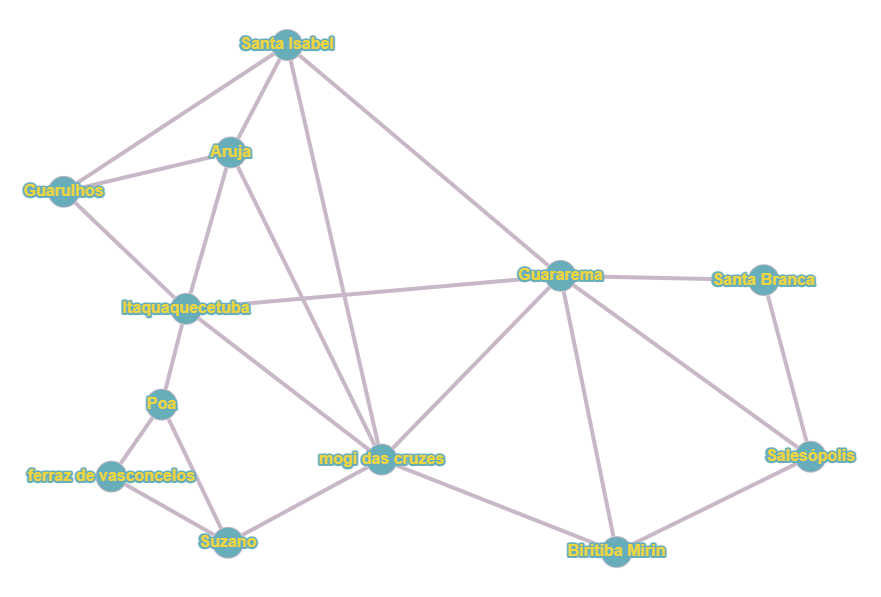 Santa Isabel
Aruja
Guarulhos
Guararema
Santa Branca
Itaquaquecetuba
Poa
mogi das cruzes
Salesópolis
ferraz de vasconcelos
Suzano
Biritiba Mirin